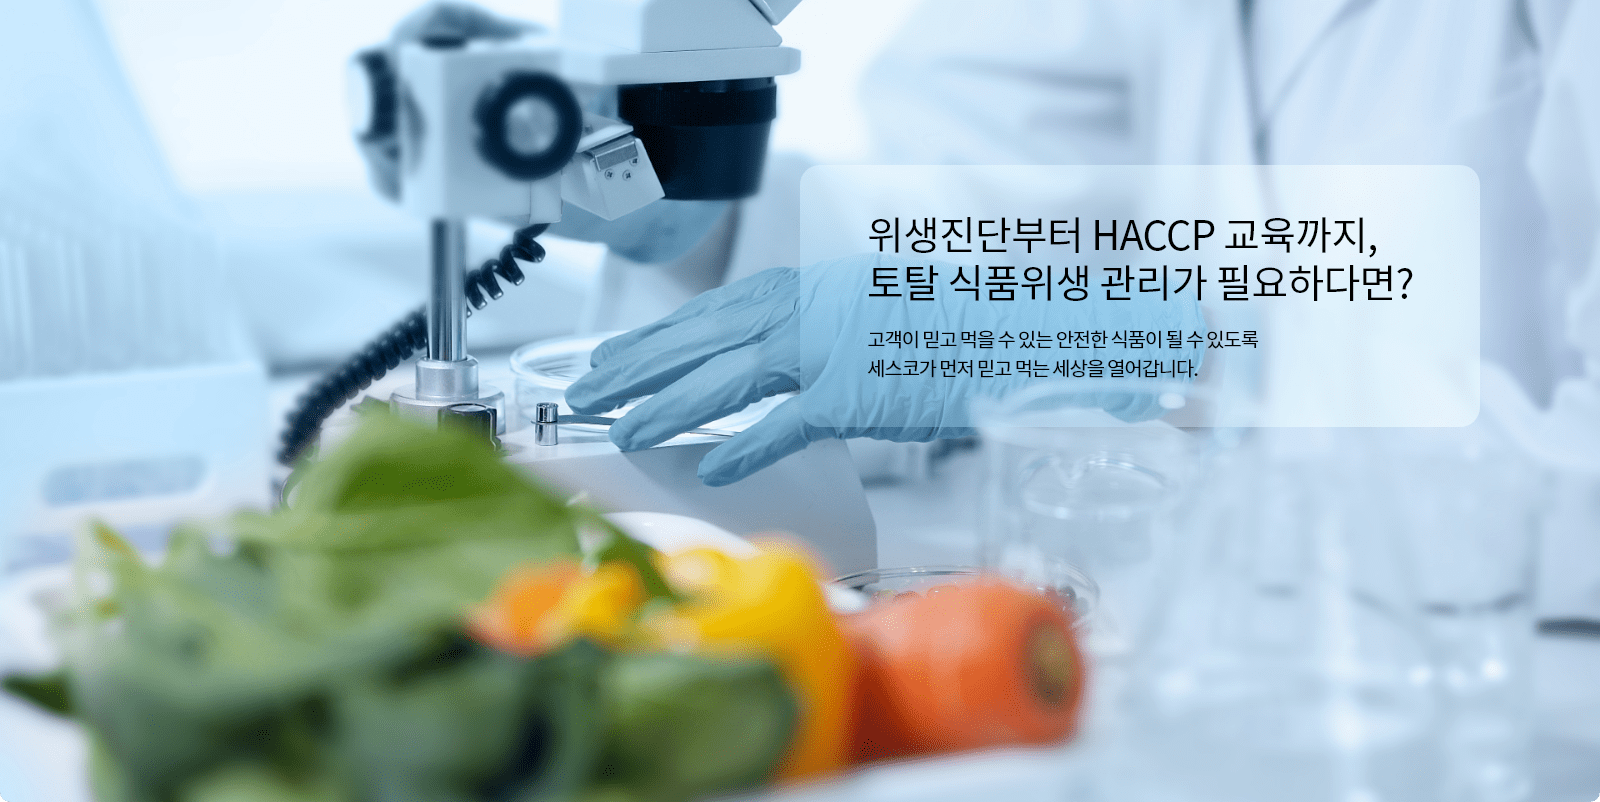 위생진단부터 HACCP 교육까지,
토탈 식품위생 관리가 필요하다면?
고객이 믿고 먹을 수 있는 안전한 식품이 될 수 있도록
세스코가 먼저 믿고 먹는 세상을 열어갑니다.